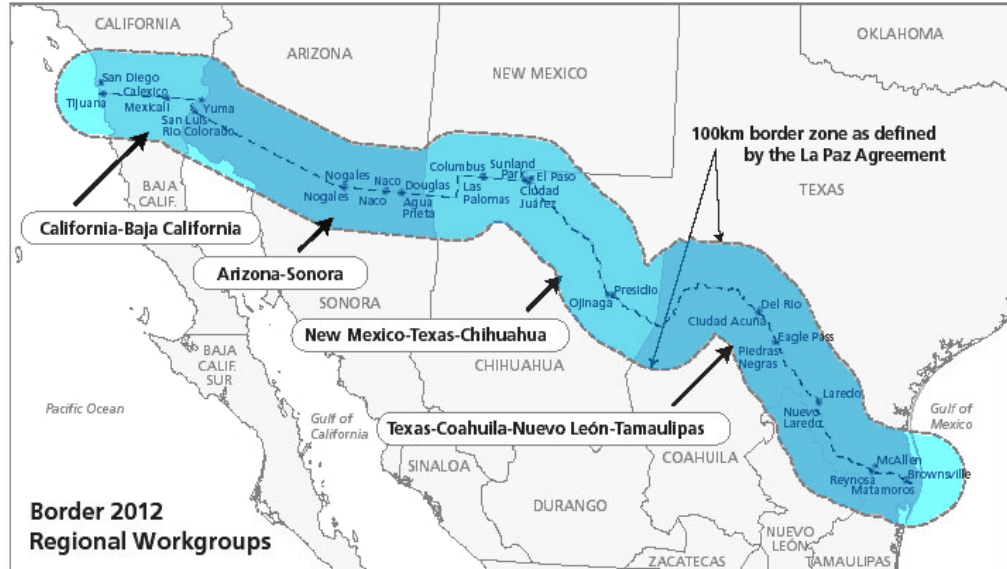 CALIFORNIA
ARIZONA
NEW MEXICO
OKLAHOMA
San Diego
Calexico
Tijuana
Mexicali
Yuma
San Luis
Rio Colorado
100km border zone as defined
by the La Paz Agreement
TEXAS
Columbus
Sunland
Park
El Paso
Las
Palomas
Ciudad
Juárez
Nogales
Nogales
Naco
Naco
Douglas
Agua
Prieta
BAJA
CALIF.
California-Baja California
Arizona-Sonora
SONORA
New Mexico-Texas-Chihuahua
Ojinaga
Presidio
Del Rio
Ciudad Acuña
Eagle Pass
Piedras
Negras
BAJA
CALIF.
SUR
CHIHUAHUA
Laredo
Nuevo
Laredo
Pacific Ocean
Gulf of
California
Gulf of
Mexico
Texas-Coahuila-Nuevo León-Tamaulipas
SINALOA
COAHUILA
McAllen
Reynosa
Brownsville
Matamoros
DURANGO
NUEVO
LEÓN
ZACATECAS
TAMAULIPAS
Border 2012
Regional Workgroups